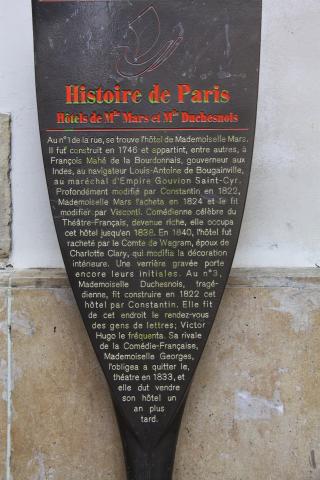 Histoire de Paris
Hôtels de Mlle Mars et Mlle Duchesnois
Au n°1 de la rue, se trouve l'hôtel de Mademoiselle Mars.
Il fut construit en 1746 et appartint, entre autres, à
François Mahé de la Bourdonnais, gouverneur aux
Indes, au navigateur Louis-Antoine de Bougainville,
au maréchal d'Empire Gouvion Saint-Cyr.
Profondément modifié par Constantin en 1822,
Mademoiselle Mars l'acheta en 1824 et le fit
modifier par Visconti. Comédienne célèbre du
Théâtre-Français, devenue riche, elle occupa
cet hôtel jusqu'en 1838. En 1840, l'hôtel fut
racheté par le Comte de Wagram, époux de
Charlotte Clary, qui modifia la décoration
intérieure. Une verrière gravée porte
encore leurs initiales. Au n°3,
Mademoiselle Duchesnois, tragé-
dienne, fit construire en 1822 cet
hôtel par Constantin. Elle fit
de cet endroit le rendez-vous
des gens de lettres; Victor
Hugo le fréquenta. Sa rivale
de la Comédie-Française,
Mademoiselle Georges,
l'obligea a quitter le,
théatre en 1833, et
elle dut vendre
son hôtel un
an plus
tard.